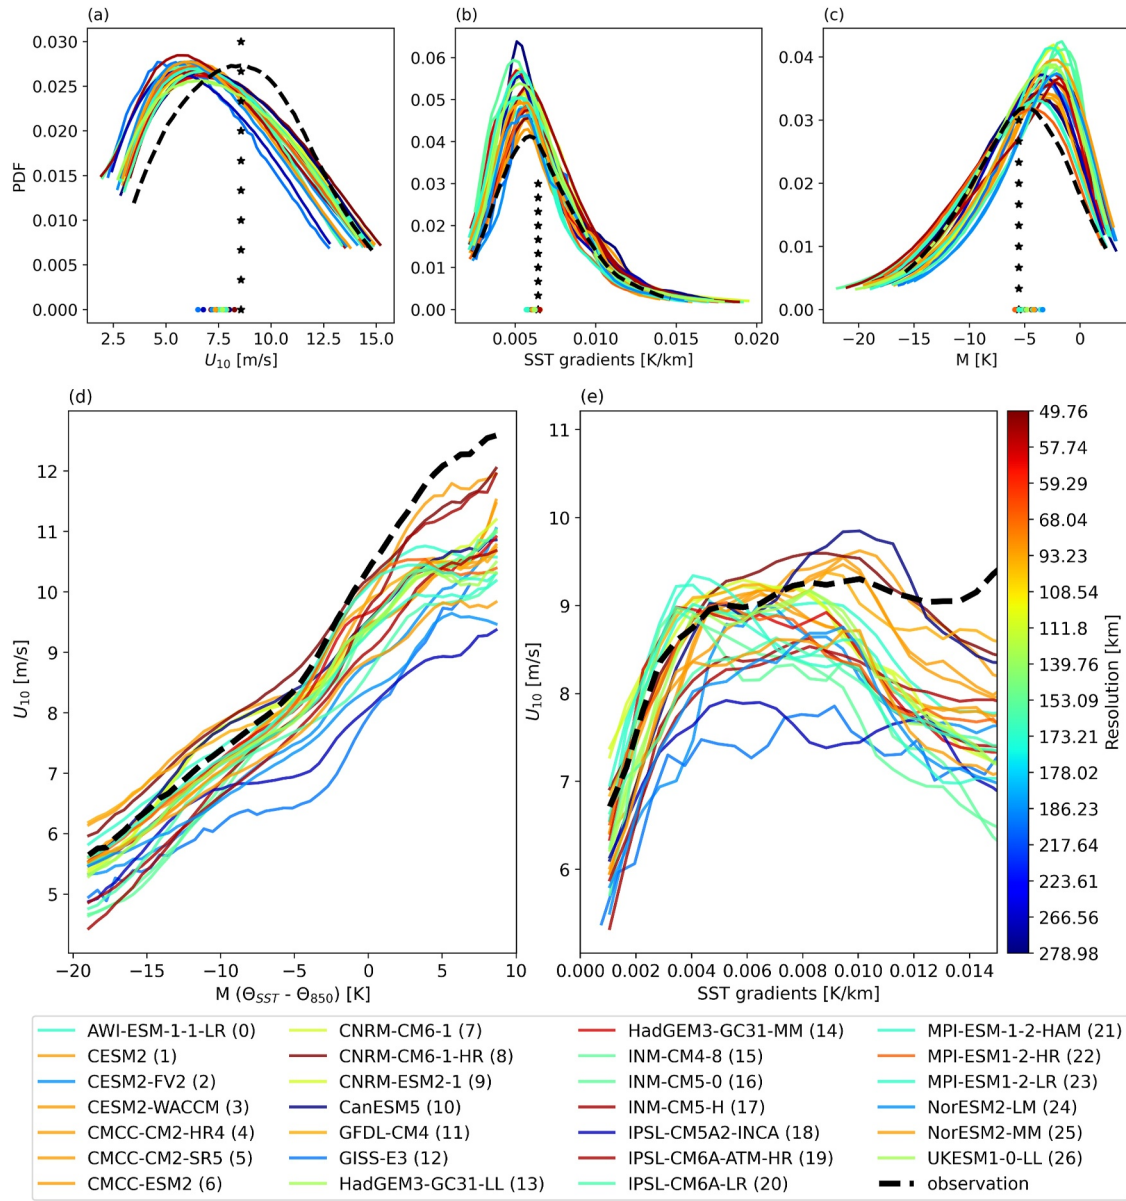 (a)
(b)
(c)
PDF
0.030
0.025
0.020
0.015
0.010
0.005
0.000
2.5 5.0 7.5 10.0 12.5 15.0
U10 [m/s]
0.06
0.05
0.04
0.03
0.02
0.01
0.00
0.005 0.010 0.015 0.020
SST gradients [K/km]
0.04
0.03
0.02
0.01
0.00
−20 −15 −10 −5 0
M [K]
(d)
U10 [m/s]
12
11
10
9
8
7
6
5
−20 −15 −10 −5 0 5 10
M (ΘSST - Θ850) [K]
(e)
U10 [m/s]
11
10
9
8
7
6
0.000 0.002 0.004 0.006 0.008 0.010 0.012 0.014
SST gradients [K/km]
49.76
57.74
59.29
68.04
93.23
108.54
111.8
139.76
153.09
173.21
178.02
186.23
217.64
223.61
266.56
278.98
Resolution [km]
AWI-ESM-1-1-LR (0)
CESM2 (1)
CESM2-FV2 (2)
CESM2-WACCM (3)
CMCC-CM2-HR4 (4)
CMCC-CM2-SR5 (5)
CMCC-ESM2 (6)
CNRM-CM6-1 (7)
CNRM-CM6-1-HR (8)
CNRM-ESM2-1 (9)
CanESM5 (10)
GFDL-CM4 (11)
GISS-E3 (12)
HadGEM3-GC31-LL (13)
HadGEM3-GC31-MM (14)
INM-CM4-8 (15)
INM-CM5-0 (16)
INM-CM5-H (17)
IPSL-CM5A2-INCA (18)
IPSL-CM6A-ATM-HR (19)
IPSL-CM6A-LR (20)
MPI-ESM-1-2-HAM (21)
MPI-ESM1-2-HR (22)
MPI-ESM1-2-LR (23)
NorESM2-LM (24)
NorESM2-MM (25)
UKESM1-0-LL (26)
observation